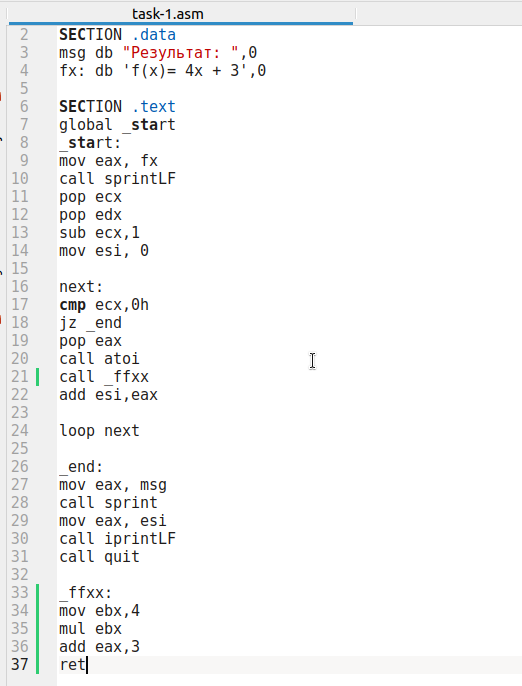 task-1.asm
2 SECTION .data
3 msg db "Результат: ",0
4 fx: db 'f(x)= 4x + 3',0
5
6 SECTION .text
7 global _start
8 _start:
9 mov eax, fx
10 call sprintLF
11 pop ecx
12 pop edx
13 sub ecx,1
14 mov esi, 0
15
16 next:
17 cmp ecx,0h
18 jz _end
19 pop eax
20 call atoi
21 call _ffxx
22 add esi,eax
23
24 loop next
25
26 _end:
27 mov eax, msg
28 call sprint
29 mov eax, esi
30 call iprintLF
31 call quit
32
33 _ffxx:
34 mov ebx,4
35 mul ebx
36 add eax,3
37 ret